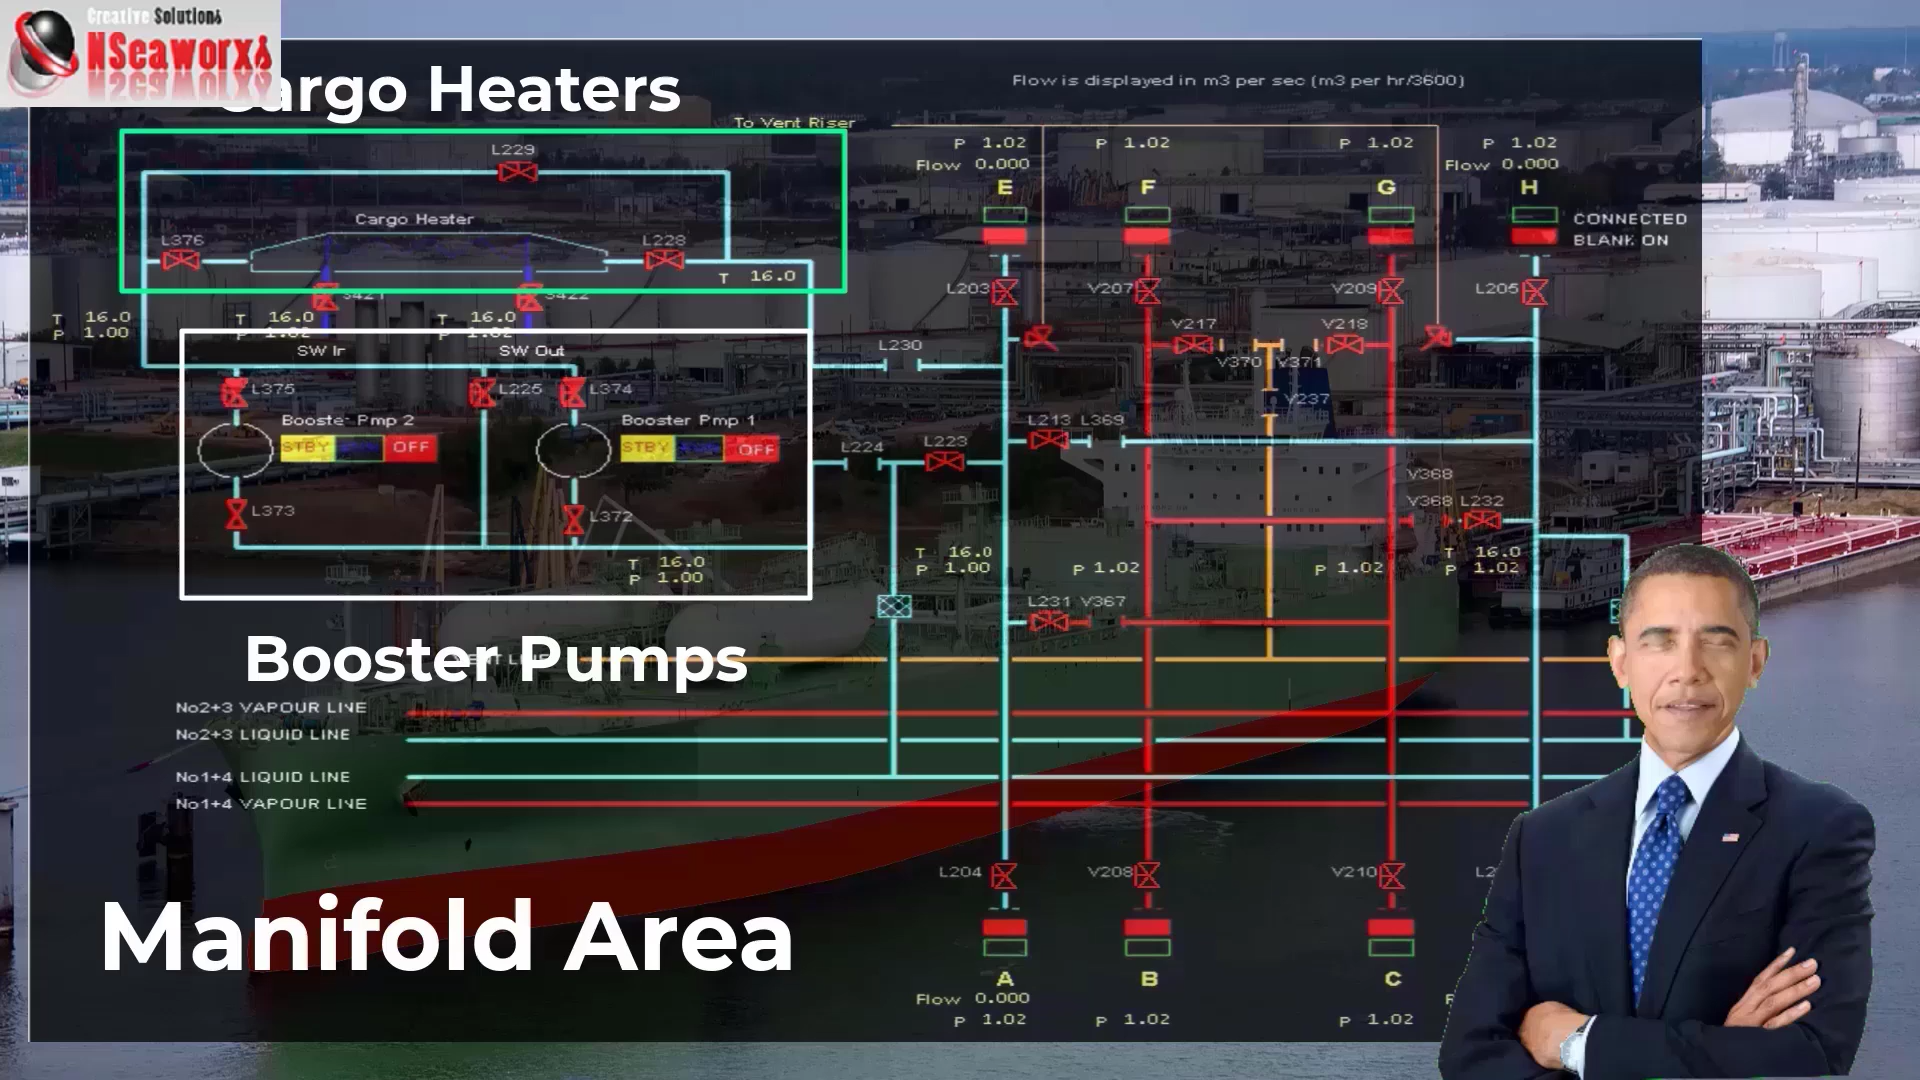 Creative Solutions
NSeaworxs
Cargo Heaters
Flow is displayed in m3 per sec (m3 per hr/3600)
To Vent Riser
P 1.02
P 1.02
P 1.02
P 1.02
Flow 0.000
Flow 0.000
E
F
G
H
CONNECTED
BLANK ON
L229
Cargo Heater
L376
L228
T 16.0
S421
S422
L203
V207
V209
L205
T 16.0
P 1.00
T 16.0
P 1.02
T 16.0
P 1.02
SW In
SW Out
V217
V218
L230
V370
V371
L375
L225
L374
V237
Booster Pmp 2
Booster Pmp 1
STBY
OFF
STBY
OFF
L213
L369
L224
L223
V368
V368
L232
L373
L372
T 16.0
P 1.00
T 16.0
P 1.00
P 1.02
P 1.02
T 16.0
P 1.02
L231
V367
Booster Pumps
No2+3 VAPOUR LINE
No2+3 LIQUID LINE
No1+4 LIQUID LINE
No1+4 VAPOUR LINE
L204
V208
V210
Manifold Area
A
B
C
Flow 0.000
P 1.02
P 1.02
P 1.02